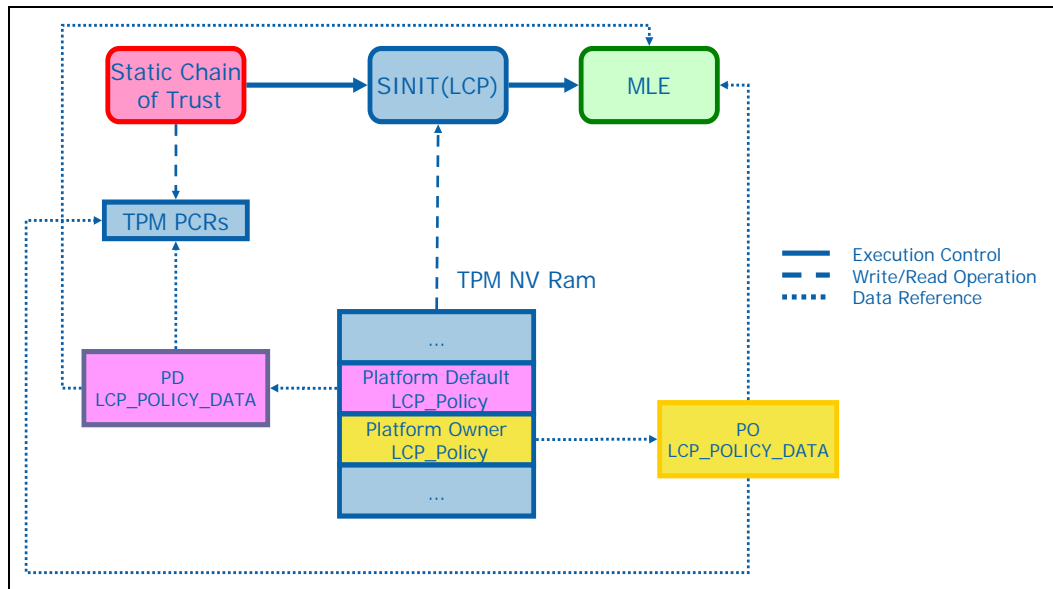 Static Chain
of Trust
SINIT(LCP)
MLE
TPM PCRs
Execution Control
Write/Read Operation
Data Reference
TPM NV Ram
...
Platform Default
LCP_Policy
Platform Owner
LCP_Policy
...
PD
LCP_POLICY_DATA
PO
LCP_POLICY_DATA